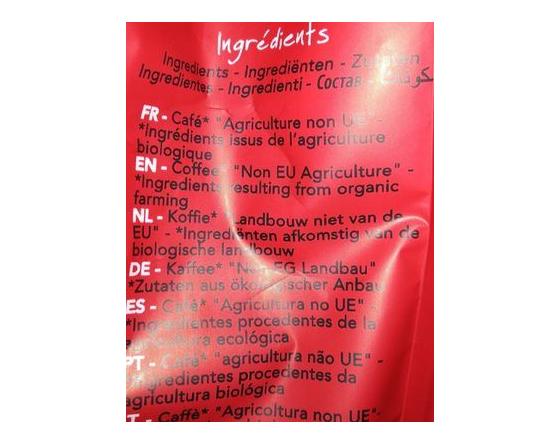 Ingrédients
Ingredients - Ingrediënten - Zutaten
Ingredientes - Ingredienti - Состав -
FR - Café* "Agriculture non UE" -
*Ingrédients issus de l'agriculture
biologique
EN - Coffee* "Non EU Agriculture" -
*Ingredients resulting from organic
farming
NL - Koffie* "Landbouw niet van de
EU" - *Ingrediënten afkomstig van de
biologische landbouw
DE - Kaffee* "Non EG Landbau"
*Zutaten aus ökologischer Anbau
ES - Café* "Agricultura no UE" -
*Ingredientes procedentes de la
agricultura ecológica
PT - Café* "agricultura não UE" -
*Ingredientes procedentes da
agricultura biológica
IT - Caffè* "Agricoltura non UE"-